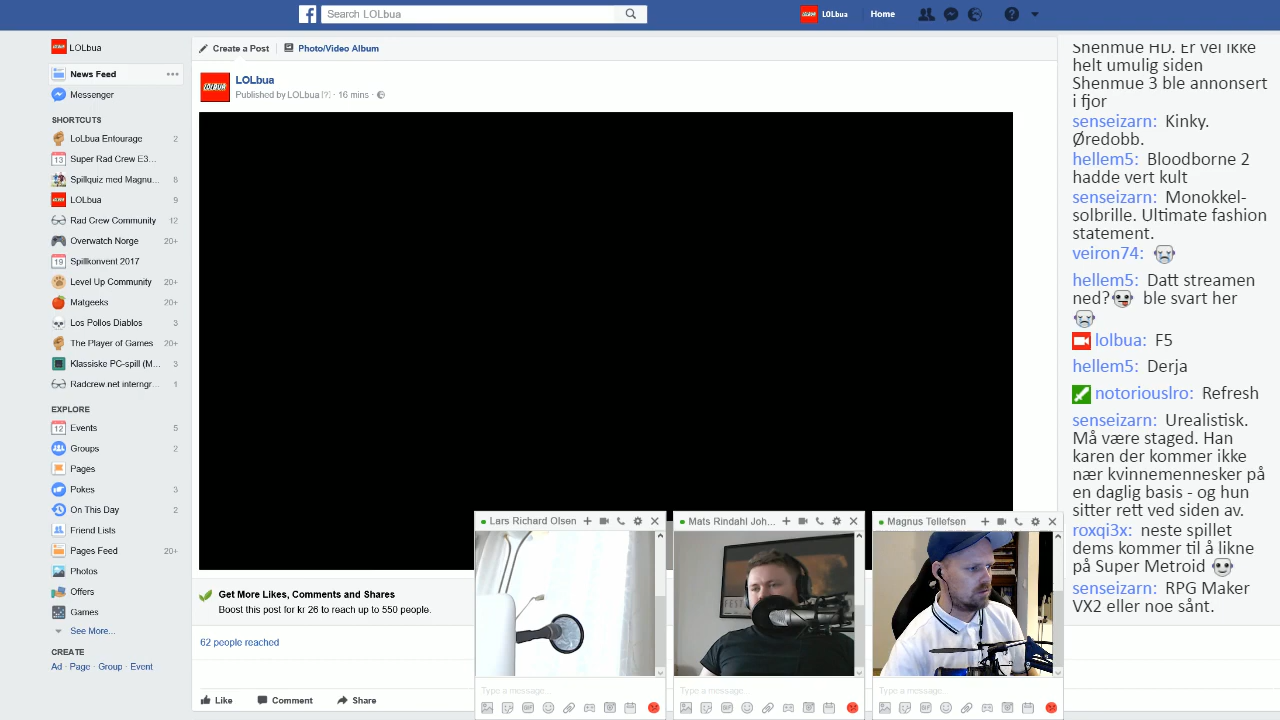 Search LOLbua
LOLbua
Home
LOLbua
News Feed
Messenger
SHORTCUTS
LoLbua Entourage 2
Super Rad Crew E3...
Spillquiz med Magnu... 8
LOLbua 9
Rad Crew Community 12
Overwatch Norge 20+
Spillkonvent 2017
Level Up Community 20+
Matgeeks 20+
Los Pollos Diablos 3
The Player of Games 20+
Klassiske PC-spill (M... 3
Radcrew.net interngr... 1
EXPLORE
Events 5
Groups 2
Pages
Pokes 3
On This Day 2
Friend Lists
Pages Feed 20+
Photos
Offers
Games
See More...
CREATE
Ad · Page · Group · Event
Create a Post
Photo/Video Album
LOLbua
Published by LOLbua [?] · 16 mins ·
Get More Likes, Comments and Shares
Boost this post for kr 26 to reach up to 550 people.
62 people reached
Like Comment Share
Lars Richard Olsen
Type a message...
Mats Rindahl Joh...
Type a message...
Magnus Tellefsen
Type a message...
Shenmue HD. Er vel ikke
helt umulig siden
Shenmue 3 ble annonsert
i fjor
senseizarn: Kinky.
Øredobb.
hellem5: Bloodborne 2
hadde vert kult
senseizarn: Monokkel-
solbrille. Ultimate fashion
statement.
veiron74:
hellem5: Datt streamen
ned? ble svart her
lolbua: F5
hellem5: Derja
notoriouslro: Refresh
senseizarn: Urealistisk.
Må være staged. Han
karen der kommer ikke
nær kvinnemennesker på
en daglig basis - og hun
sitter rett ved siden av.
roxqi3x: neste spillet
dems kommer til å likne
på Super Metroid
senseizarn: RPG Maker
VX2 eller noe sånt.